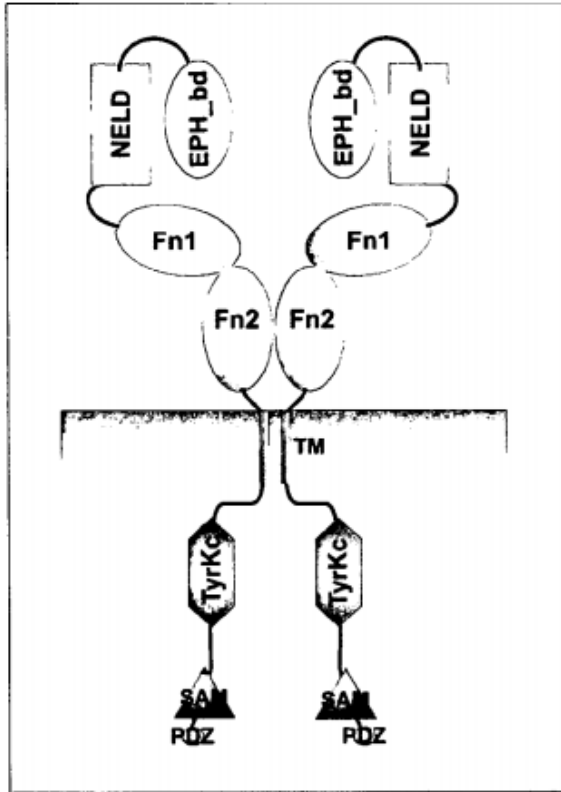 NELD EPH_bd EPH_bd NELD
Fn1 Fn1
Fn2 Fn2
TM
TyrKc TyrKc
SAM SAM
PDZ PDZ